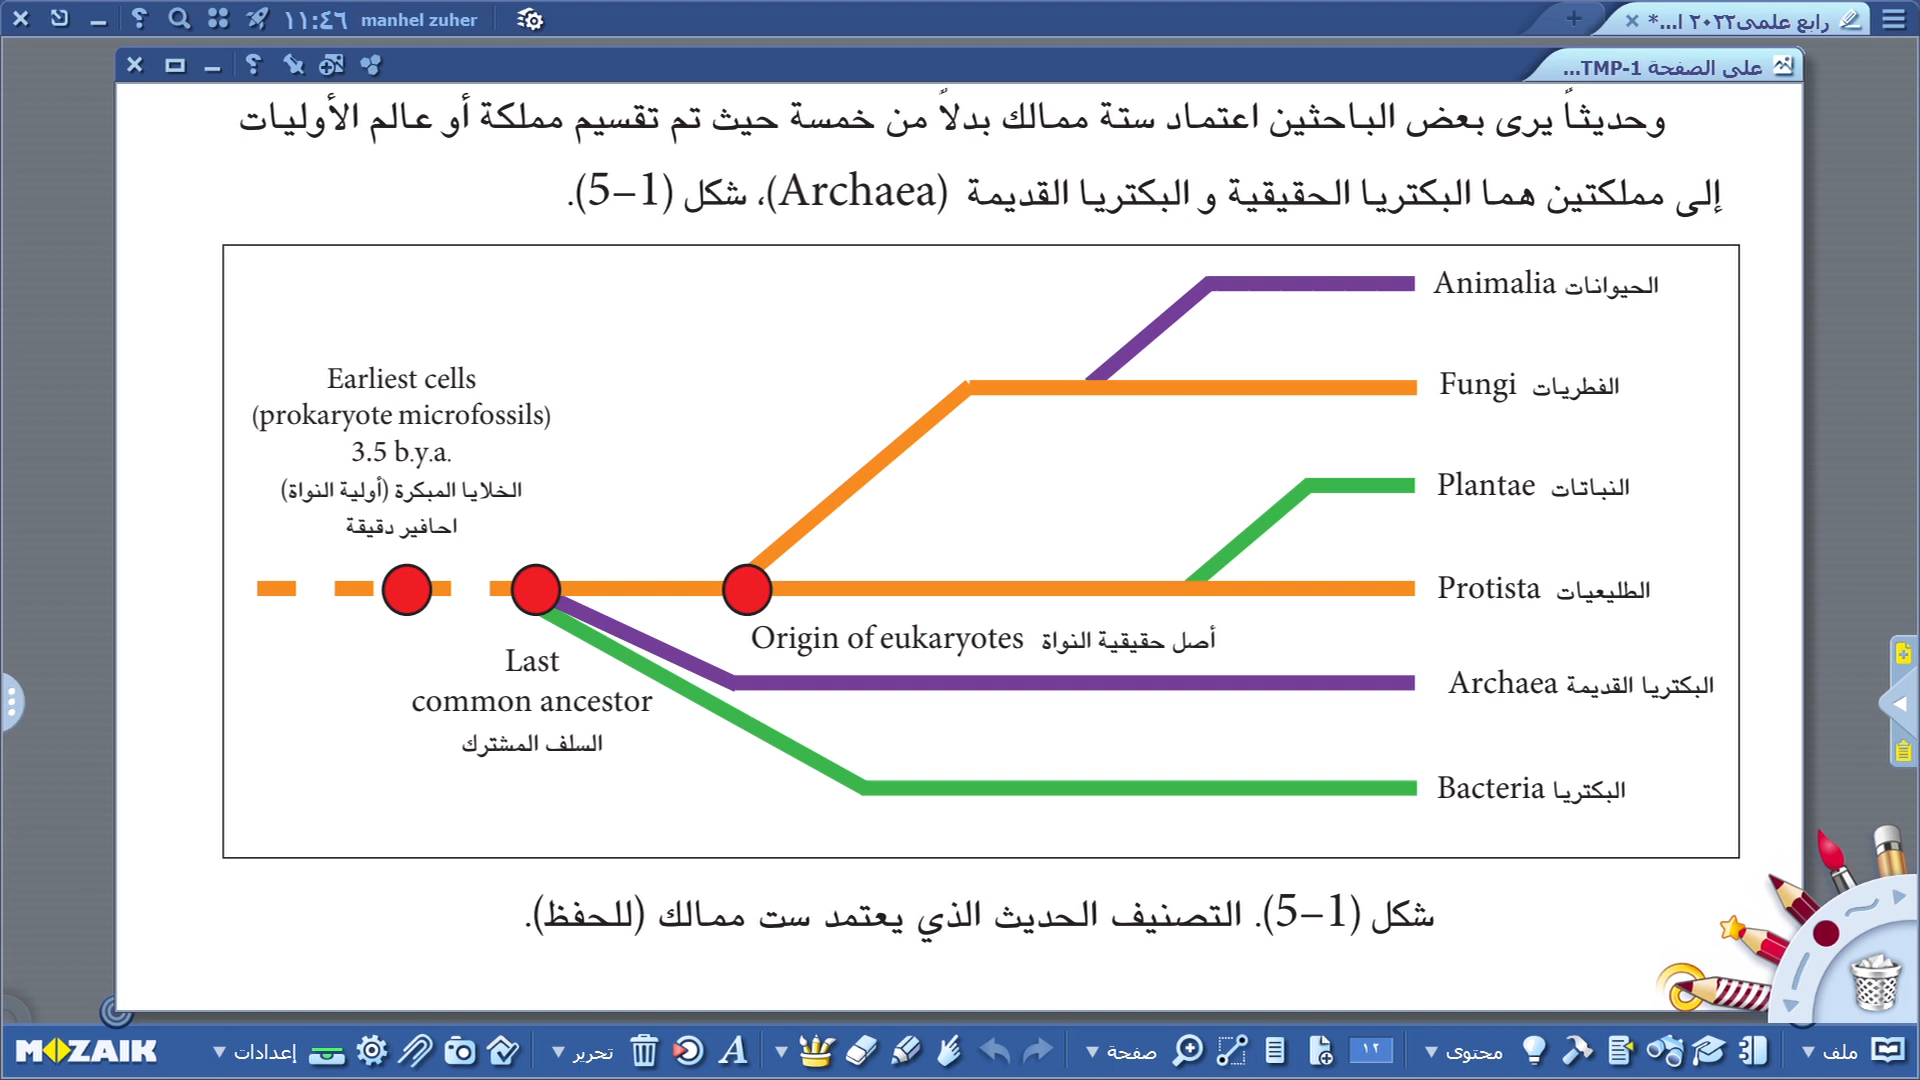 رابع علمي٢٠٢٢ ا...*
manhel zuher
١١:٤٦
على الصفحة TMP-1...
وحديثاً يرى بعض الباحثين اعتماد ستة ممالك بدلاً من خمسة حيث تم تقسيم مملكة أو عالم الأوليات
إلى مملكتين هما البكتريا الحقيقية و البكتريا القديمة (Archaea)، شكل (1–5).
Animalia الحيوانات
Fungi الفطريات
Earliest cells
(prokaryote microfossils)
3.5 b.y.a.
الخلايا المبكرة (أولية النواة)
احافير دقيقة
Plantae النباتات
Protista الطليعيات
Origin of eukaryotes أصل حقيقية النواة
Last
common ancestor
السلف المشترك
Archaea البكتريا القديمة
Bacteria البكتريا
شكل (1–5). التصنيف الحديث الذي يعتمد ست ممالك (للحفظ).
ملف
محتوى
١٢
صفحة
تحرير
إعدادات
MOZAIK